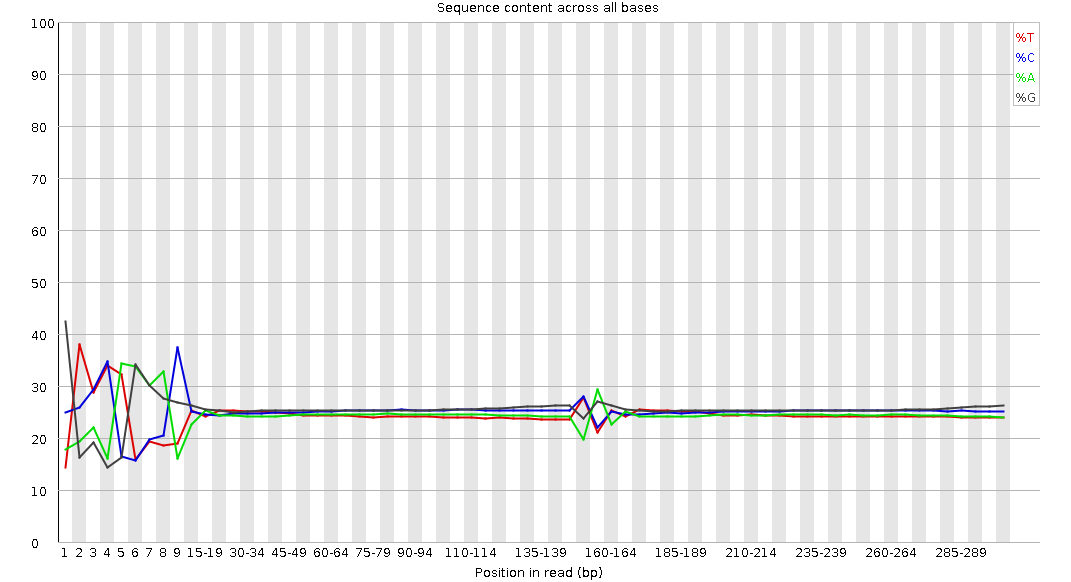 Sequence content across all bases
100
90
80
70
60
50
40
30
20
10
0
%T
%C
%A
%G
1 2 3 4 5 6 7 8 9 15-19 30-34 45-49 60-64 75-79 90-94 110-114 135-139 160-164 185-189 210-214 235-239 260-264 285-289
Position in read (bp)